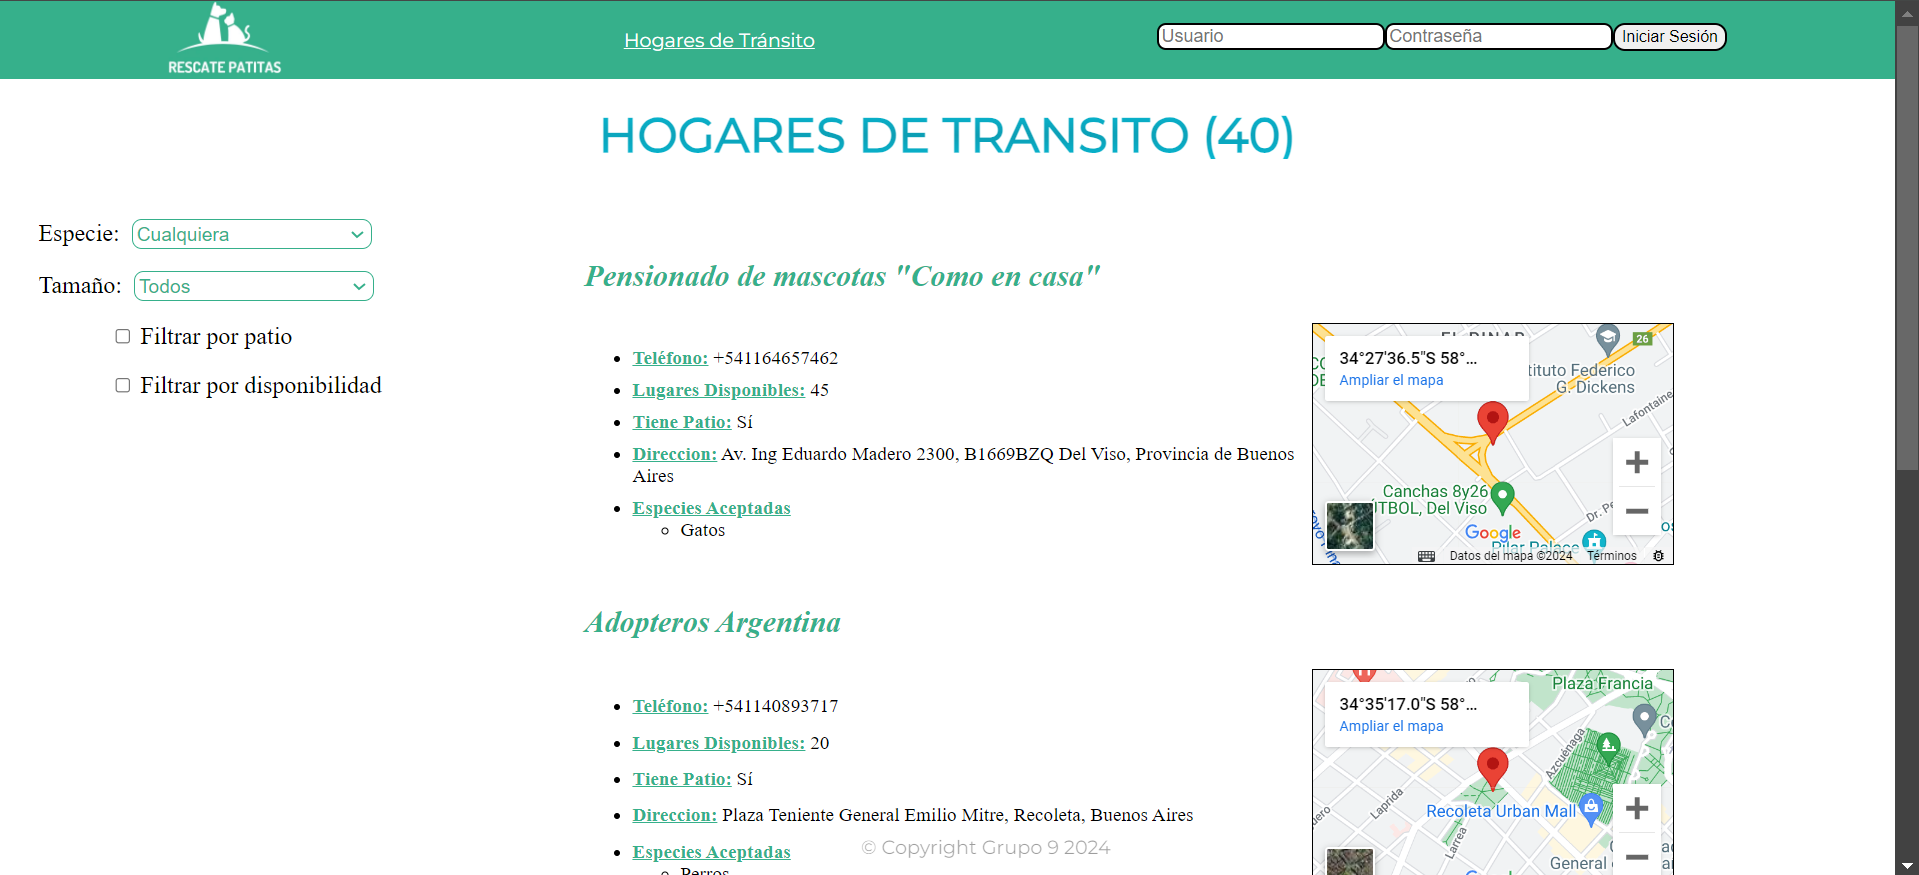 RESCATE PATITAS
Hogares de Tránsito
Usuario
Contraseña
Iniciar Sesión
HOGARES DE TRANSITO (40)
Especie: Cualquiera
Tamaño: Todos
Filtrar por patio
Filtrar por disponibilidad
Pensionado de mascotas "Como en casa"
Teléfono: +541164657462
Lugares Disponibles: 45
Tiene Patio: Sí
Direccion: Av. Ing Eduardo Madero 2300, B1669BZQ Del Viso, Provincia de Buenos
Aires
Especies Aceptadas
Gatos
26
34°27'36.5"S 58°...
Ampliar el mapa
tituto Federico
G. Dickens
Lafontaine
Canchas 8y26
ÚTBOL, Del Viso
Dr. Pe
Google
Pilar Palace
Datos del mapa ©2024
Términos
Adopteros Argentina
Teléfono: +541140893717
Lugares Disponibles: 20
Tiene Patio: Sí
Direccion: Plaza Teniente General Emilio Mitre, Recoleta, Buenos Aires
Especies Aceptadas
Perros
Plaza Francia
34°35'17.0"S 58°...
Ampliar el mapa
Azcuénaga
Laprida
Recoleta Urban Mall
Larrea
General
© Copyright Grupo 9 2024